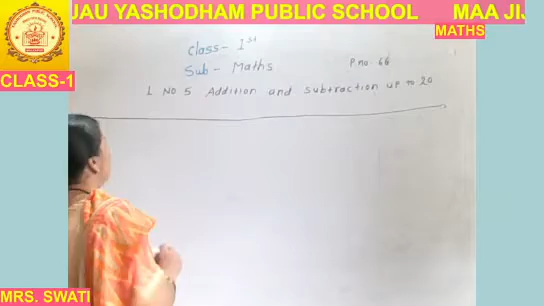 JAU YASHODHAM PUBLIC SCHOOL MAA JIJ
MATHS
CLASS-1
Class- 1st
Sub- Maths
P no. 66
L No 5 Addition and subtraction up to 20
MRS. SWATI